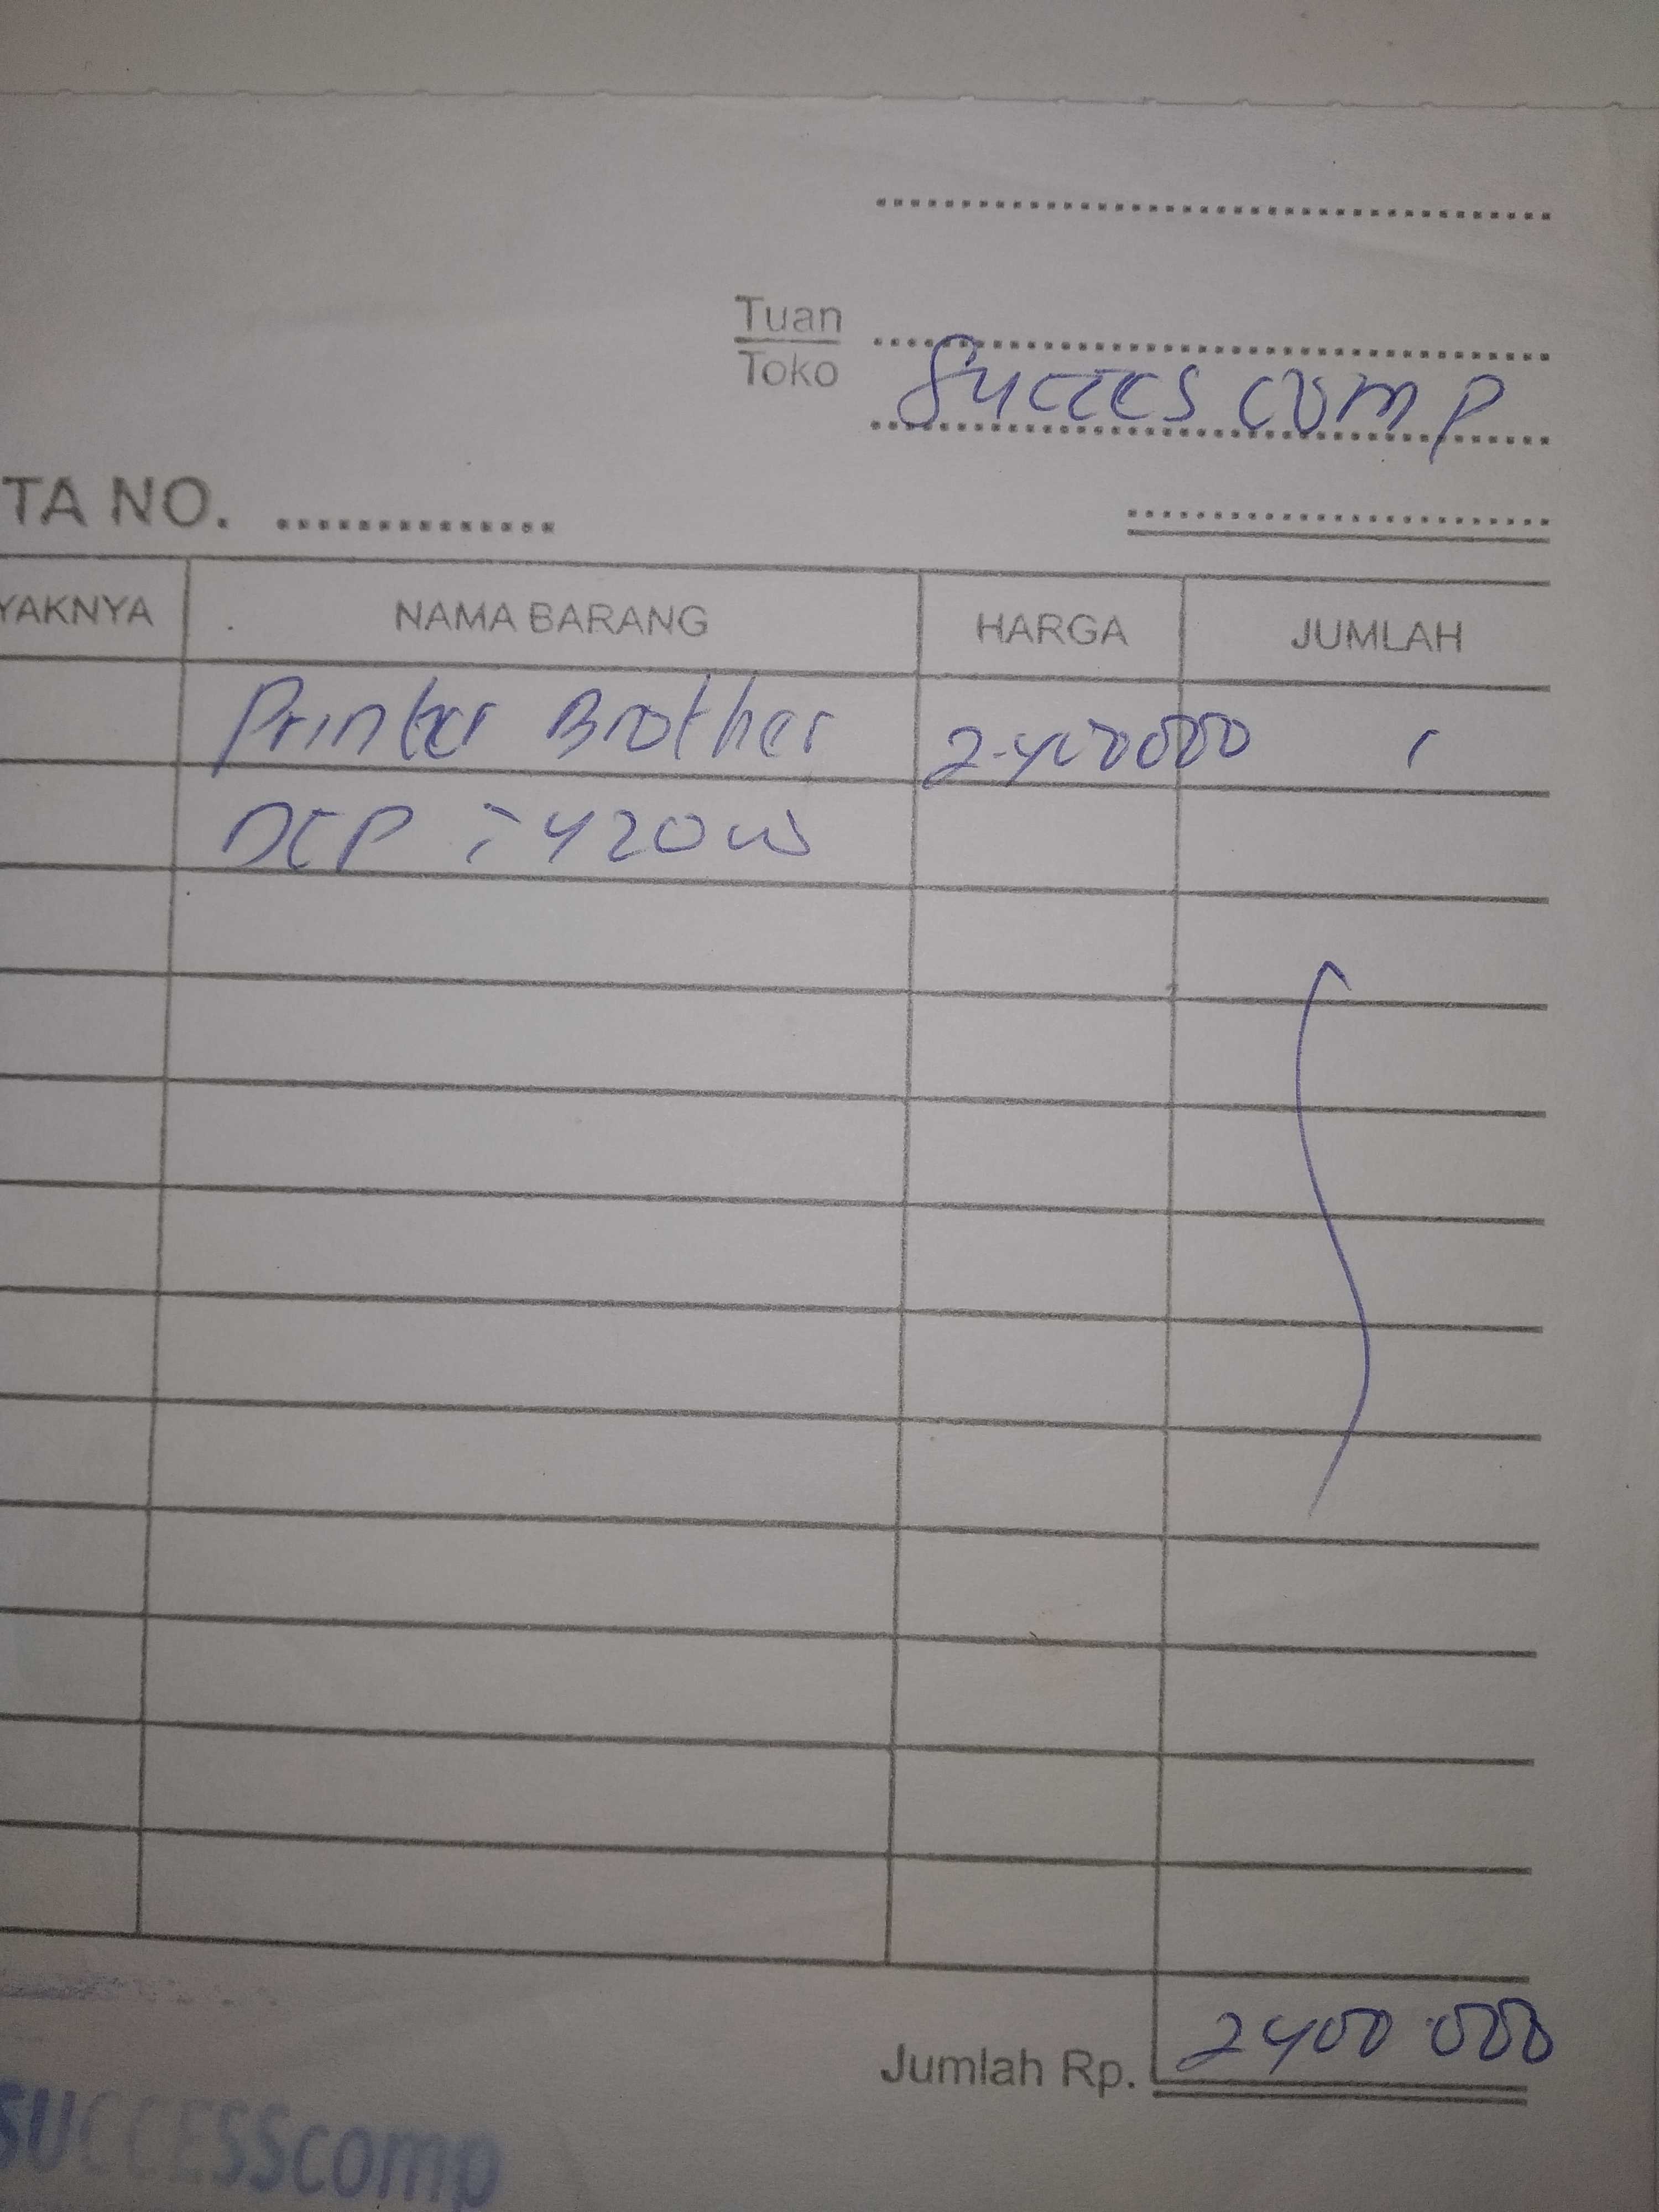 Tuan
Toko
Succes comp
TA NO. ...............
YAKNYA NAMA BARANG HARGA JUMLAH
Printer Brother 2.400000 1
DCP = 420 W
Jumlah Rp. 2400.000
SUCCESScomp